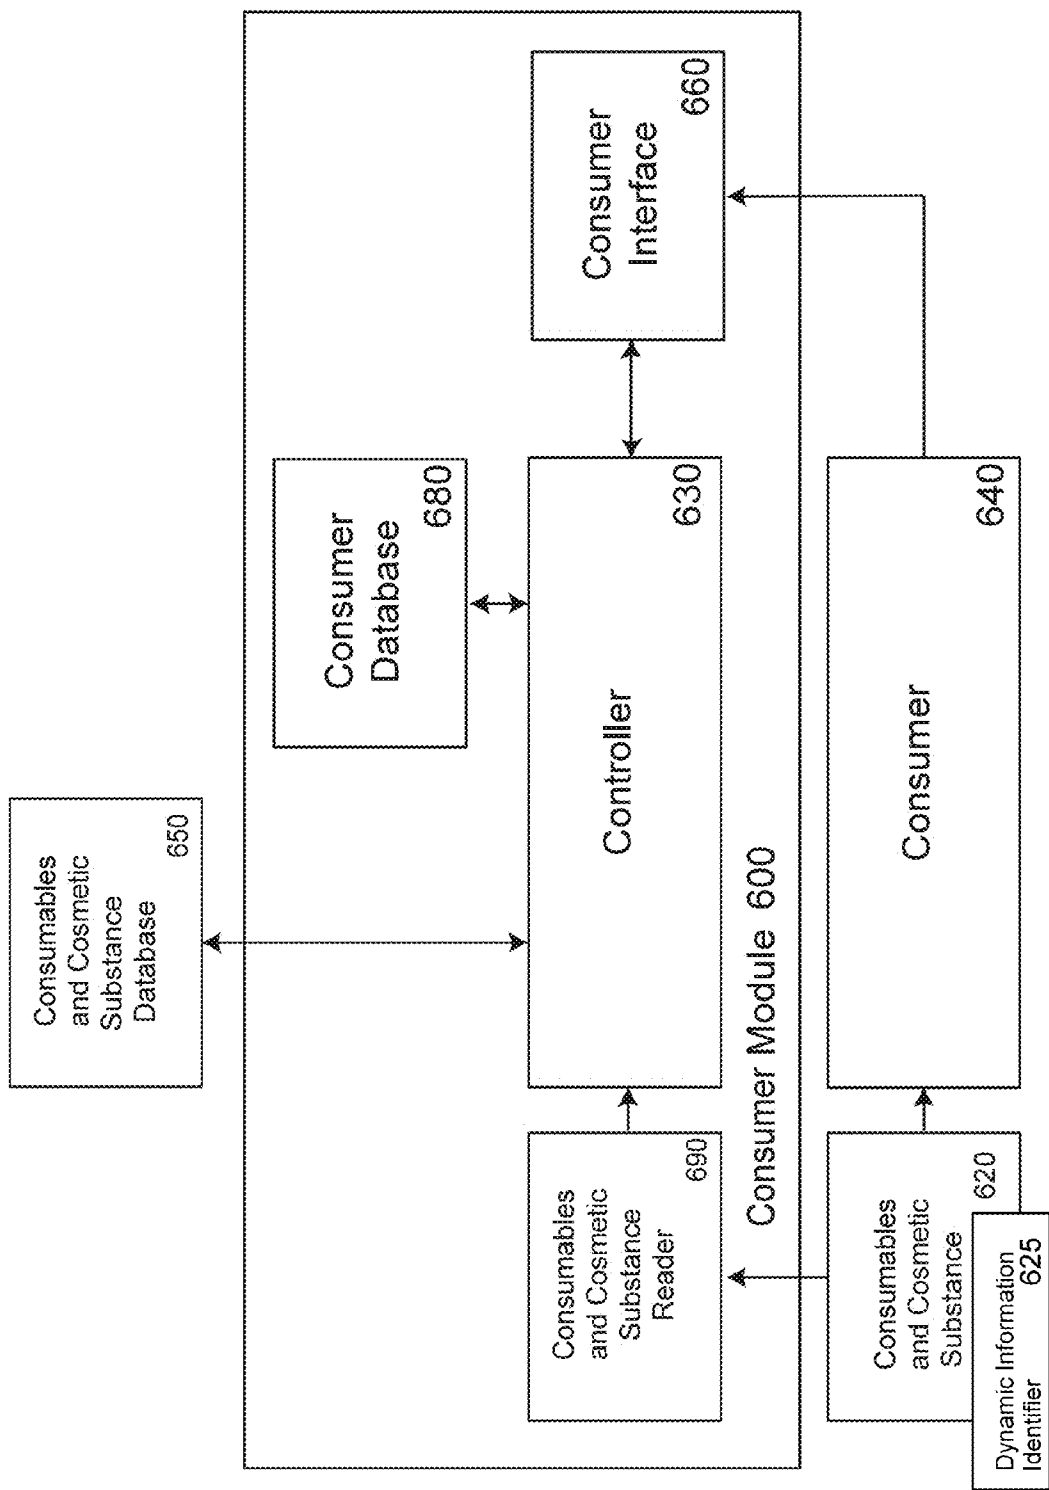 Consumables
and Cosmetic
Substance
Database
650
Consumer
Database
680
Consumables
and Cosmetic
Substance
Reader
690
Controller
630
Consumer
Interface
660
Consumer Module 600
Consumables
and Cosmetic
Substance
620
Dynamic Information
Identifier 625
Consumer
640